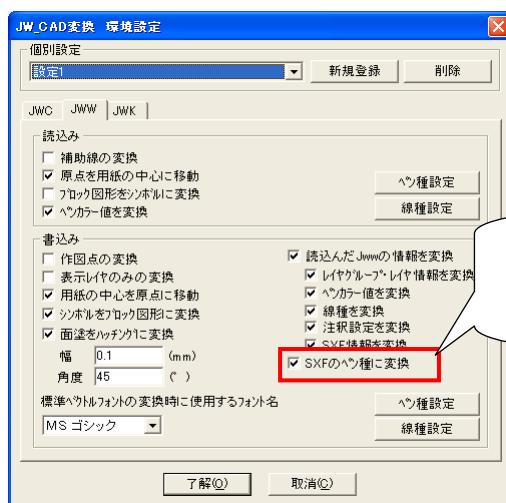 JW_CAD変換 環境設定
個別設定
設定1 新規登録 削除
JWC JWW JWK
読込み
補助線の変換
原点を用紙の中心に移動
ブロック図形をシンボルに変換
ペンカラー値を変換
ペン種設定
線種設定
書込み
作図点の変換
表示レイヤのみの変換
用紙の中心を原点に移動
シンボルをブロック図形に変換
面塗をハッチングに変換
幅 0.1 (mm)
角度 45 (°)
標準ベクトルフォントの変換時に使用するフォント名
MS ゴシック
読込んだJwwの情報を変換
レイヤグループ・レイヤ情報を変換
ペンカラー値を変換
線種を変換
注釈設定を変換
SXF情報を変換
SXFのペン種に変換
ペン種設定
線種設定
了解(O) 取消(C)